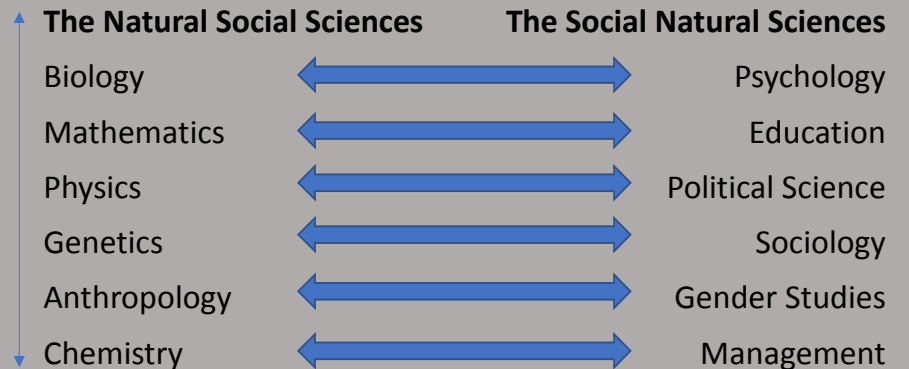 The Natural Social Sciences The Social Natural Sciences
Biology Psychology
Mathematics Education
Physics Political Science
Genetics Sociology
Anthropology Gender Studies
Chemistry Management